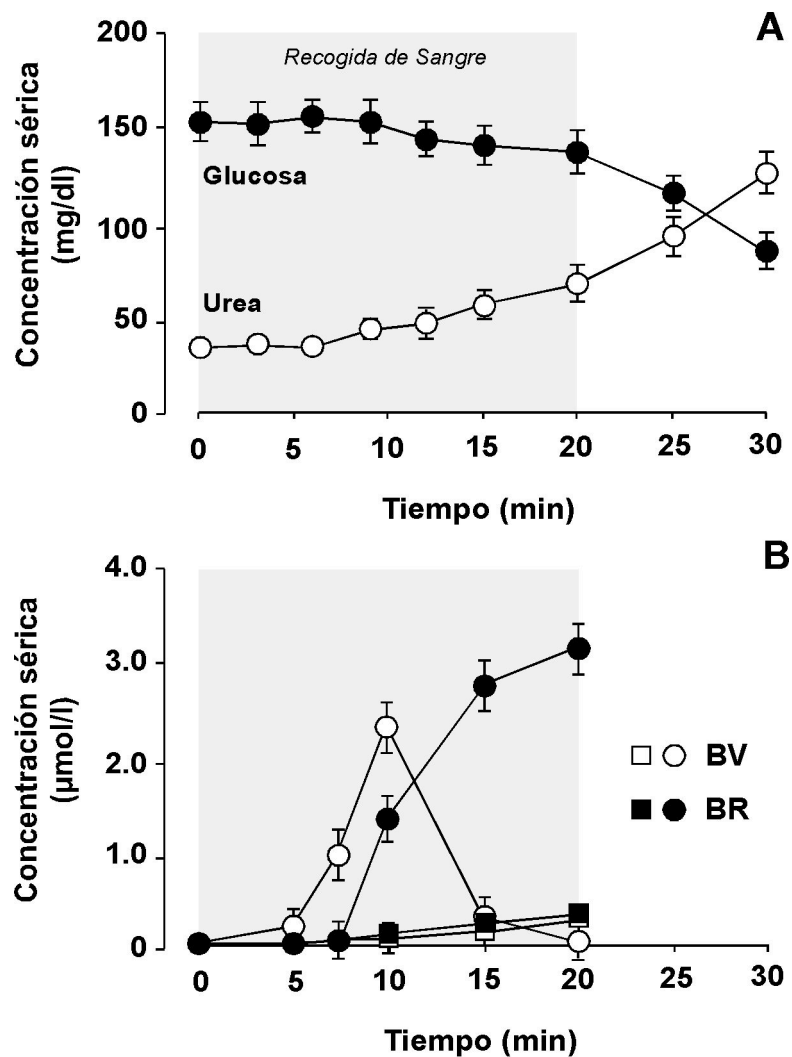 A
200
150
100
50
0
Concentración sérica
(mg/dl)
Recogida de Sangre
Glucosa
Urea
0 5 10 15 20 25 30
Tiempo (min)
B
4.0
3.0
2.0
1.0
0
Concentración sérica
(µmol/l)
BV
BR
0 5 10 15 20 25 30
Tiempo (min)